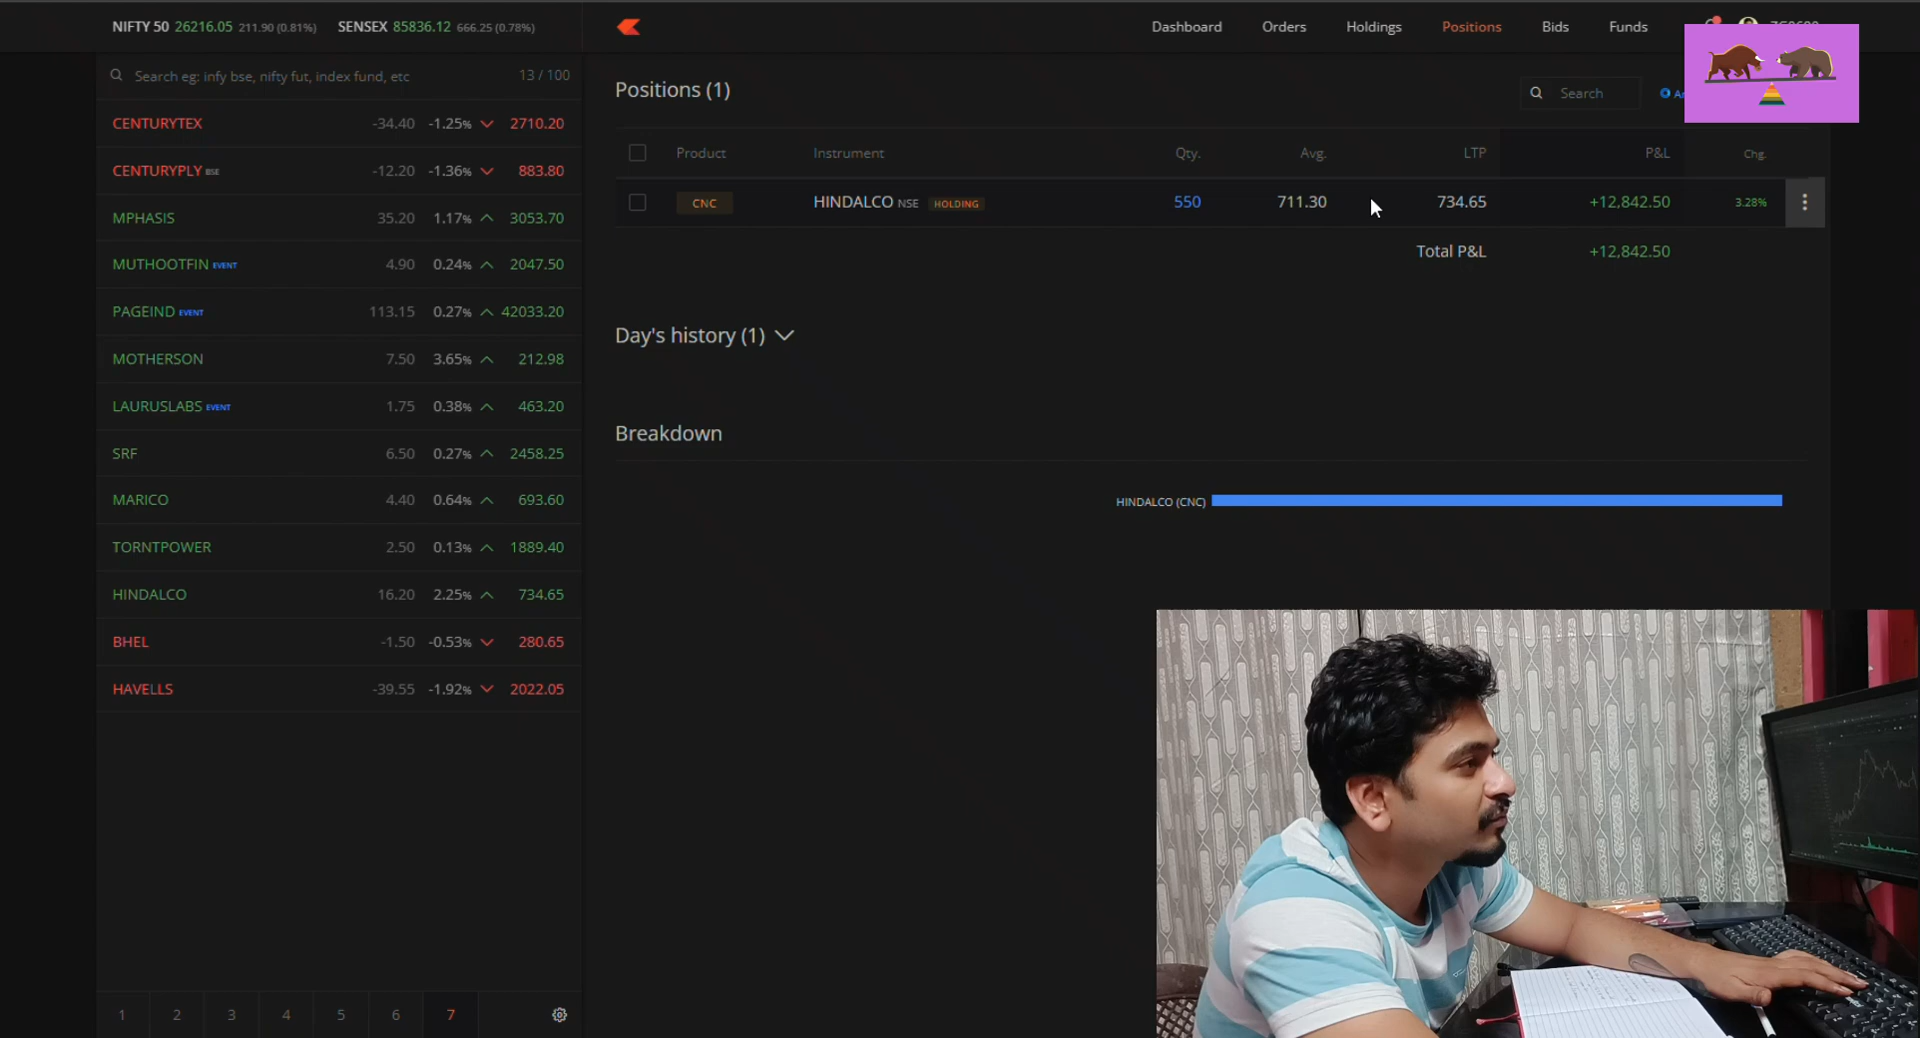 NIFTY 50 26216.05 211.90 (0.81%) SENSEX 85836.12 666.25 (0.78%)
Dashboard Orders Holdings Positions Bids Funds
Search eg: infy bse, nifty fut, index fund, etc 13 / 100
CENTURYTEX -34.40 -1.25% 2710.20
CENTURYPLY BSE -12.20 -1.36% 883.80
MPHASIS 35.20 1.17% 3053.70
MUTHOOTFIN EVENT 4.90 0.24% 2047.50
PAGEIND EVENT 113.15 0.27% 42033.20
MOTHERSON 7.50 3.65% 212.98
LAURUSLABS EVENT 1.75 0.38% 463.20
SRF 6.50 0.27% 2458.25
MARICO 4.40 0.64% 693.60
TORNTPOWER 2.50 0.13% 1889.40
HINDALCO 16.20 2.25% 734.65
BHEL -1.50 -0.53% 280.65
HAVELLS -39.55 -1.92% 2022.05
1 2 3 4 5 6 7
Positions (1)
Search
Product Instrument Qty. Avg. LTP P&L Chg.
CNC HINDALCO NSE HOLDING 550 711.30 734.65 +12,842.50 3.28%
Total P&L +12,842.50
Day's history (1)
Breakdown
HINDALCO (CNC)